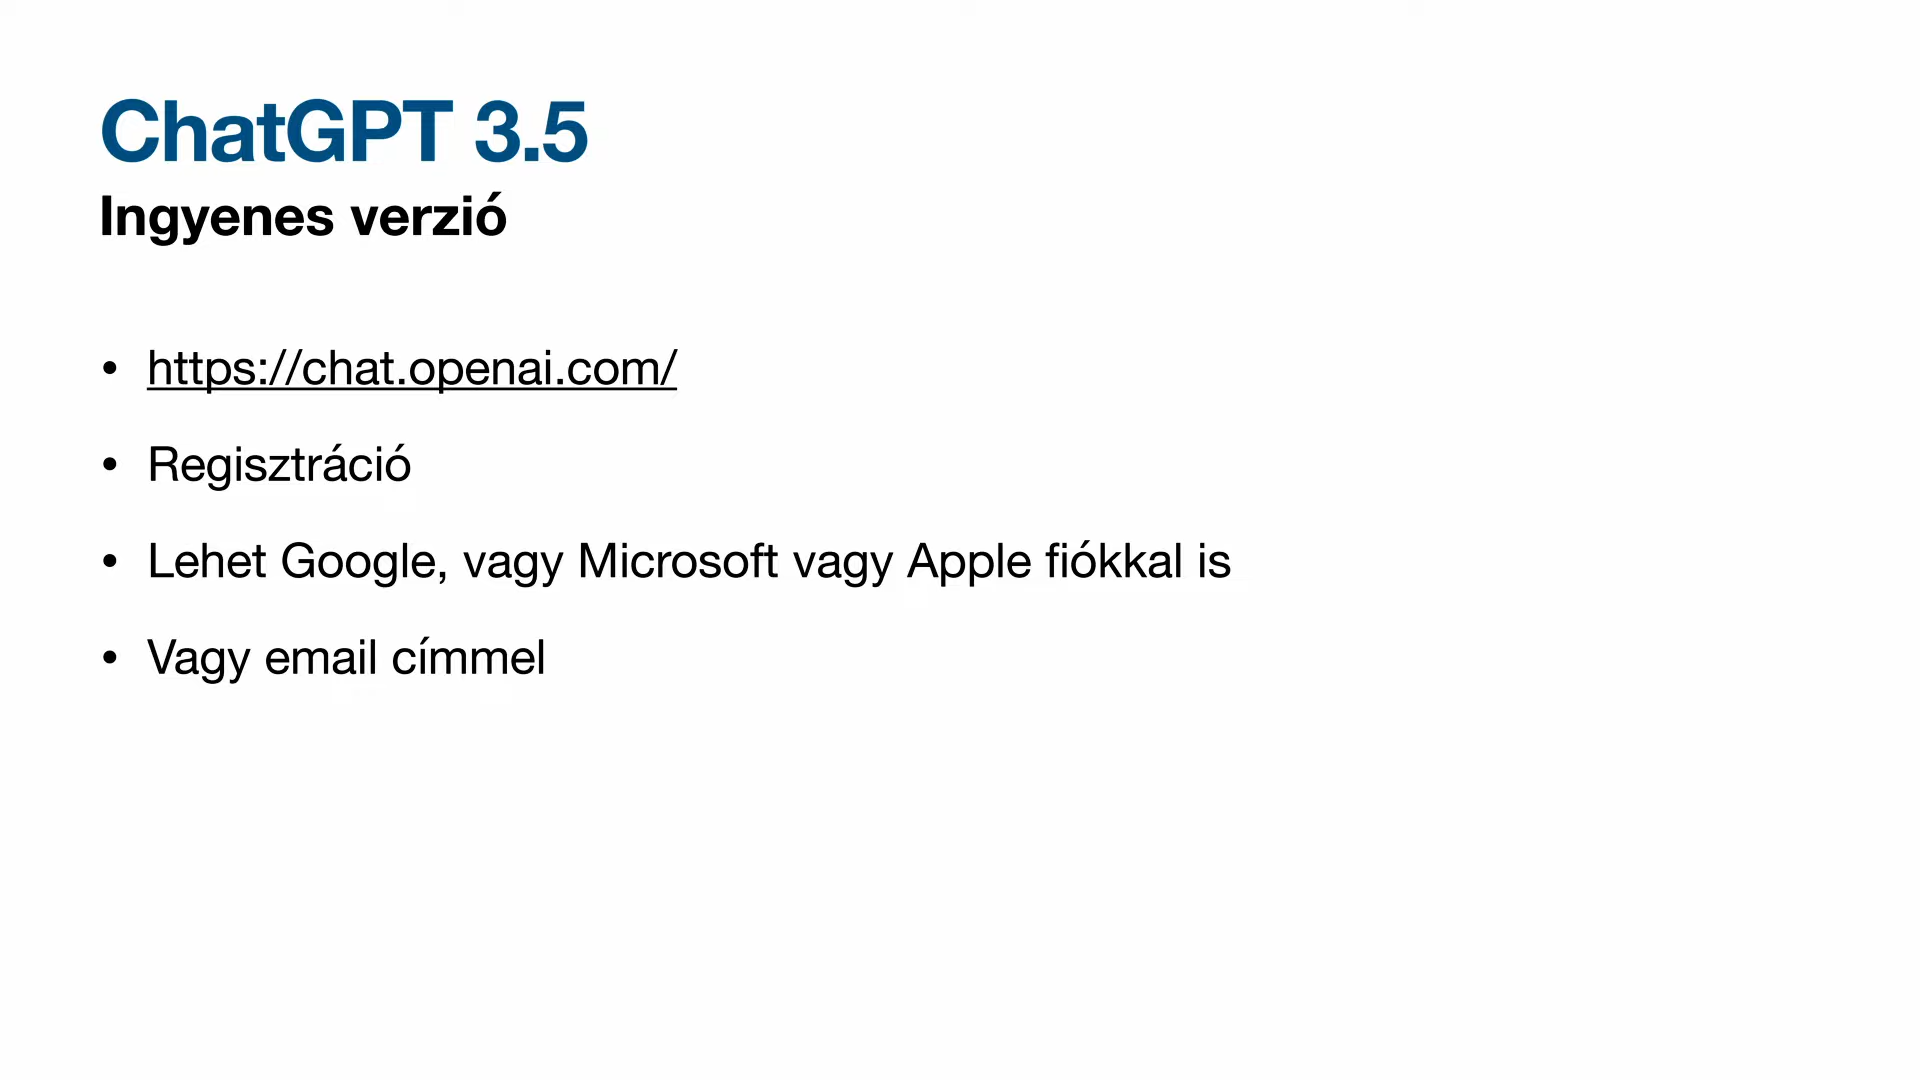 ChatGPT 3.5
Ingyenes verzió
• https://chat.openai.com/
• Regisztráció
• Lehet Google, vagy Microsoft vagy Apple fiókkal is
• Vagy email címmel